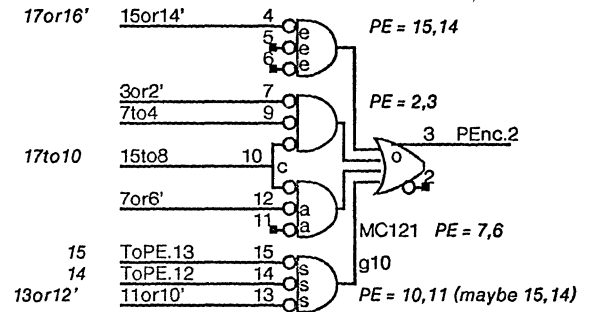 17or16' 15or14' 4 e PE = 15,14
5 e
6 e
3or2' 7 PE = 2,3
7to4 9
3 PEnc.2
o
17to10 15to8 10 c
2
7or6' 12 a
11 a MC121 PE = 7,6
15 ToPE.13 15 s g10
14 ToPE.12 14 s
13or12' 11or10' 13 s PE = 10,11 (maybe 15,14)